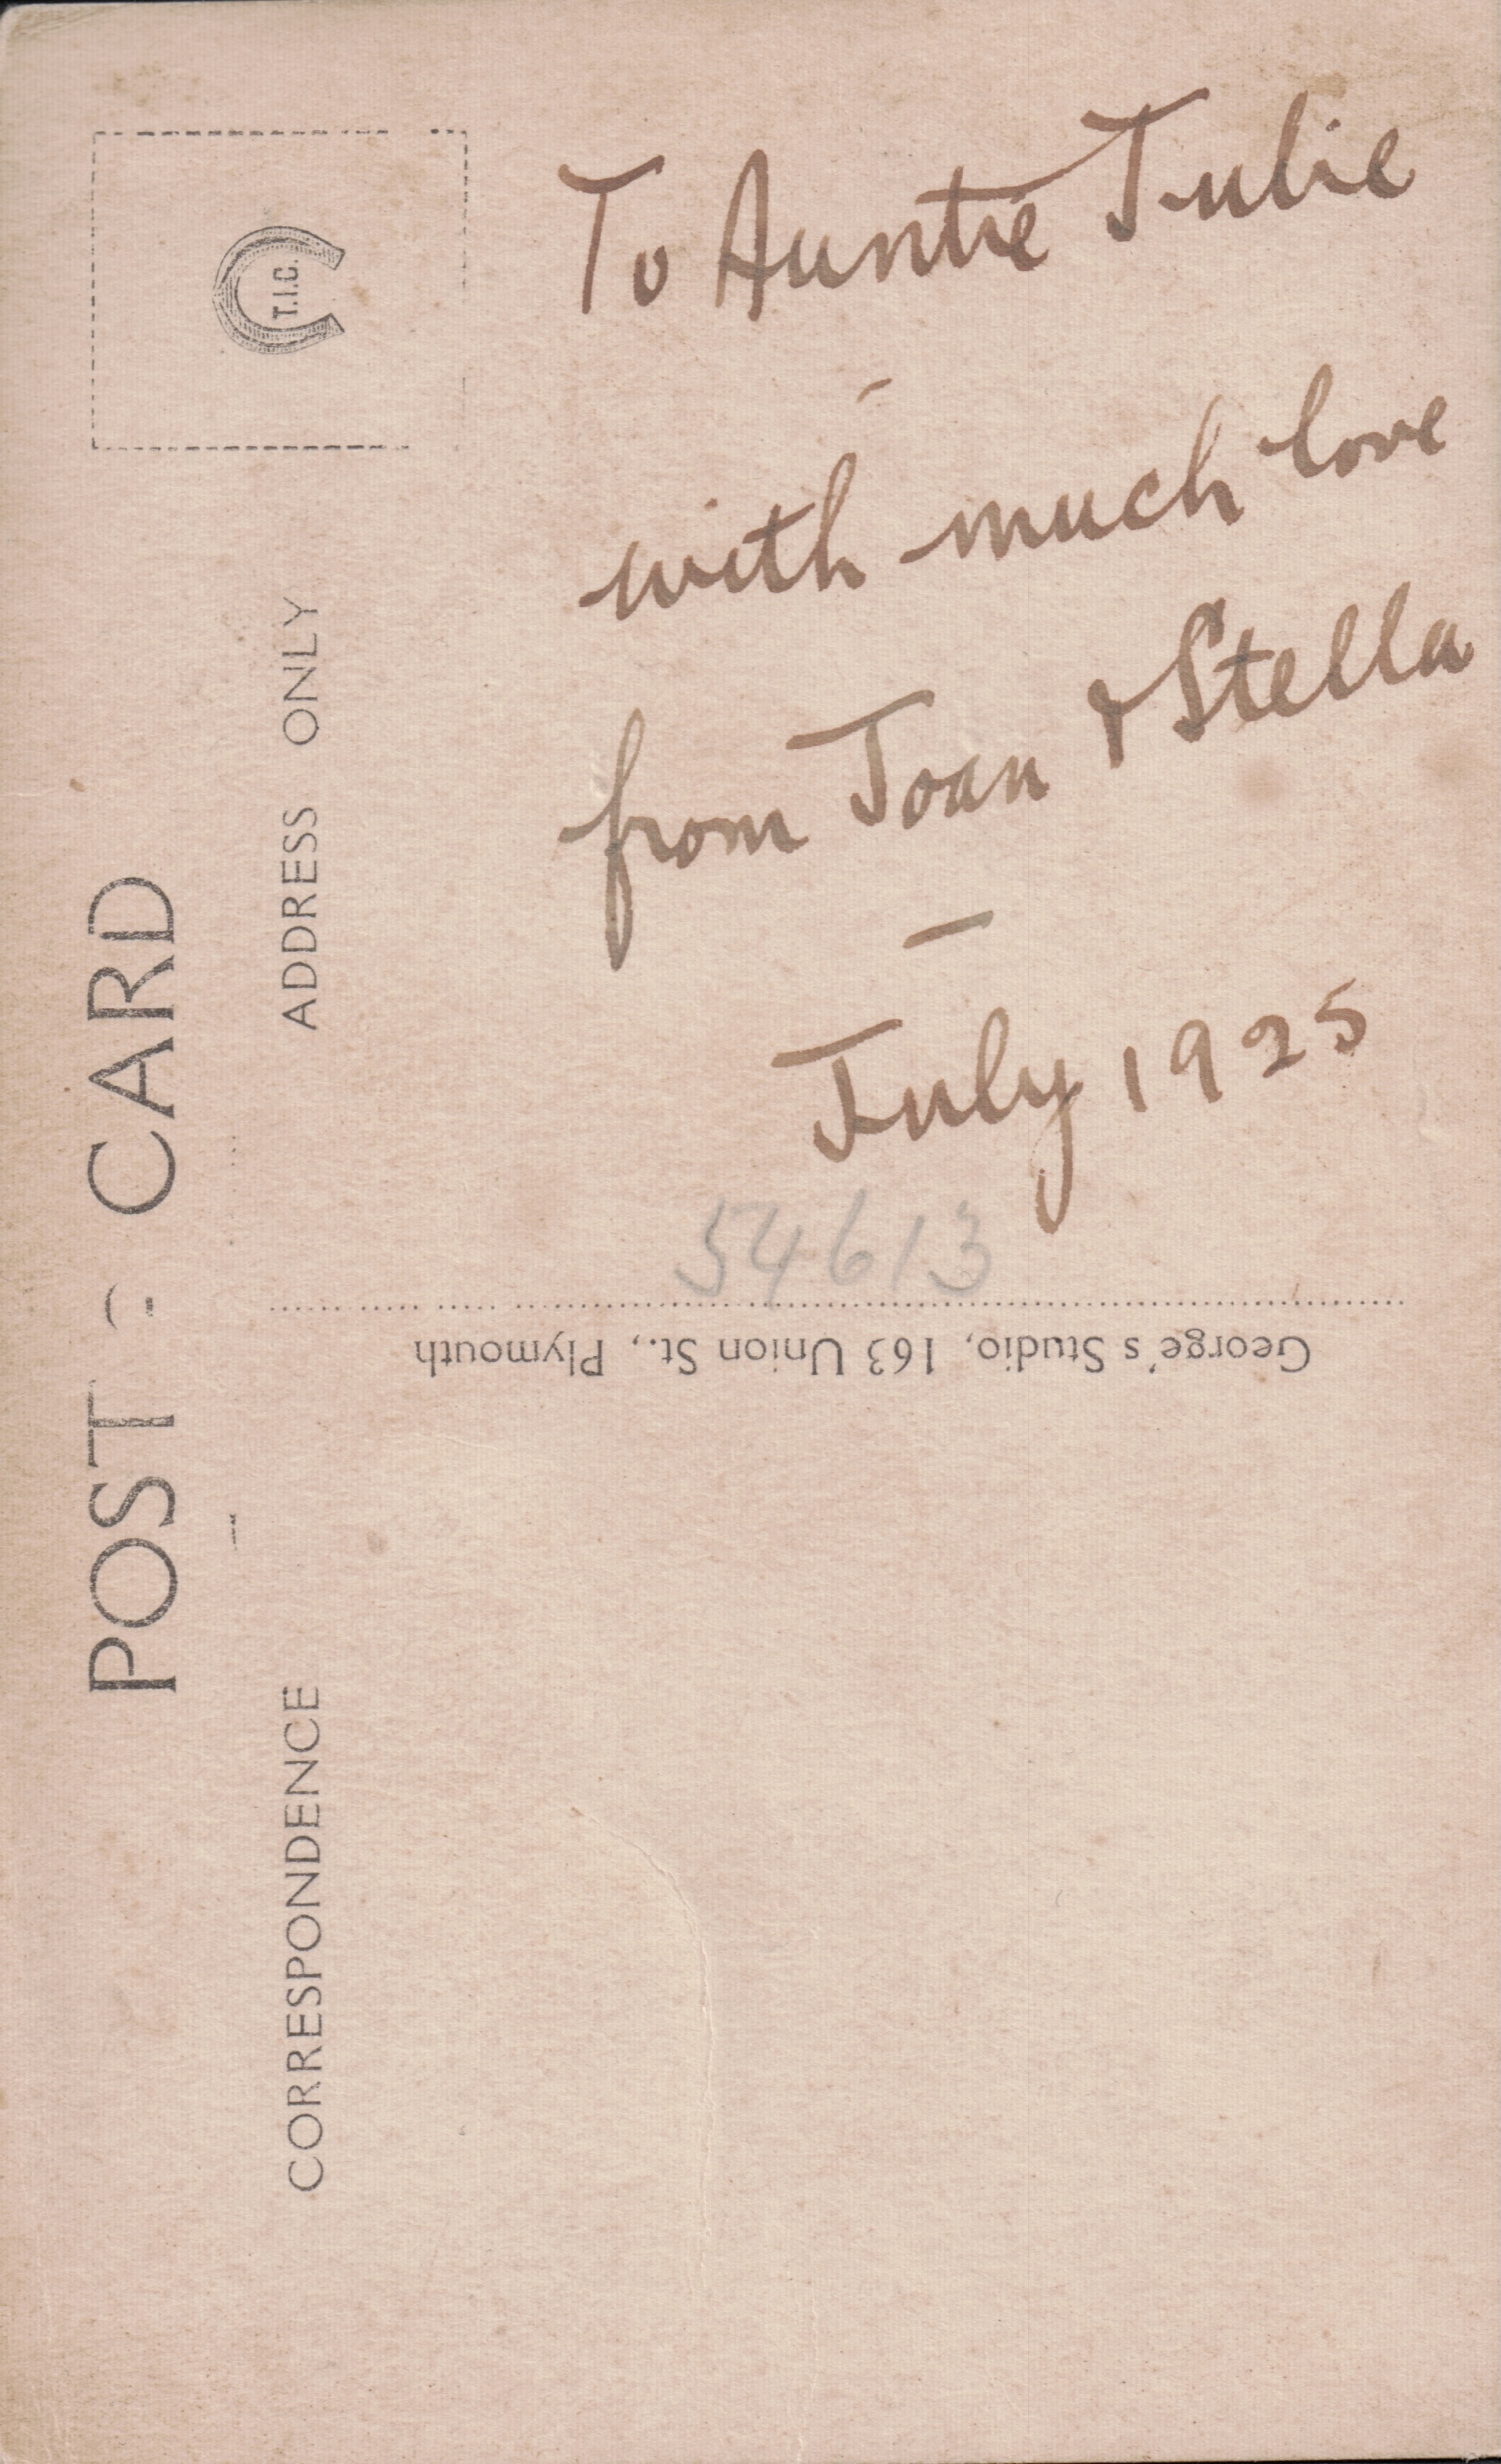 To Auntie Julie
-
with much love
from Joan & Stella
—
July 1925
54613
POST - CARD
ADDRESS ONLY
CORRESPONDENCE
T.I.C.
George's Studio, 163 Union St., Plymouth